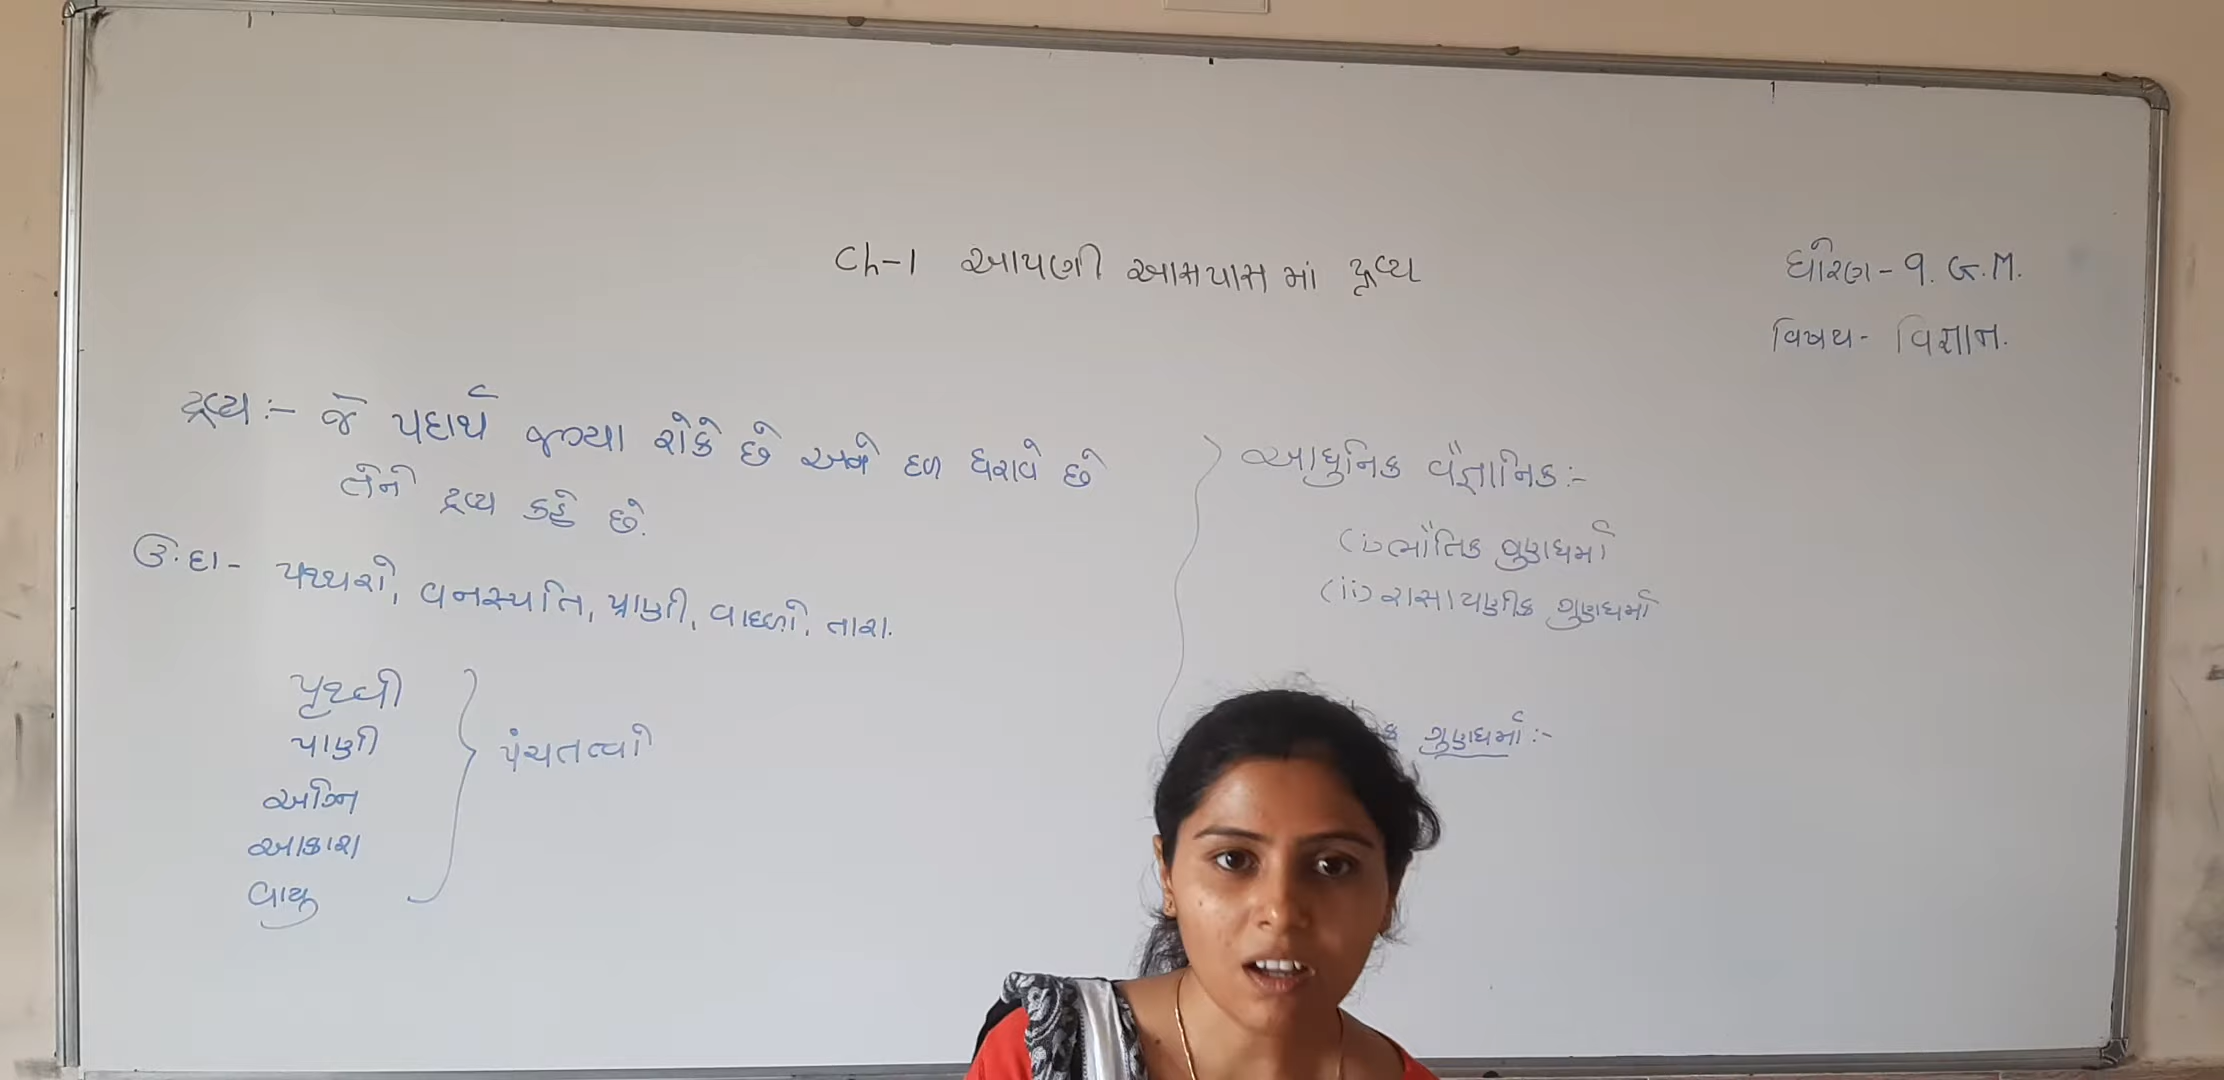 Ch-1 આપણી આસપાસ માં દ્રવ્ય
ધોરણ - ૧. G.M.
વિષય - વિજ્ઞાન.
દ્રવ્ય :- જે પદાર્થ જગ્યા રોકે છે અને દળ ધરાવે છે
તેને દ્રવ્ય કહે છે.
ઉ.દા - પથ્થરો, વનસ્પતિ, પ્રાણી, વાદળો, તારા.
પૃથ્વી
પાણી
અગ્નિ
આકાશ
વાયુ
પંચતત્વો
આધુનિક વૈજ્ઞાનિક :-
(i) ભૌતિક ગુણધર્મો
(ii) રાસાયણીક ગુણધર્મો
ક ગુણધર્મો :-